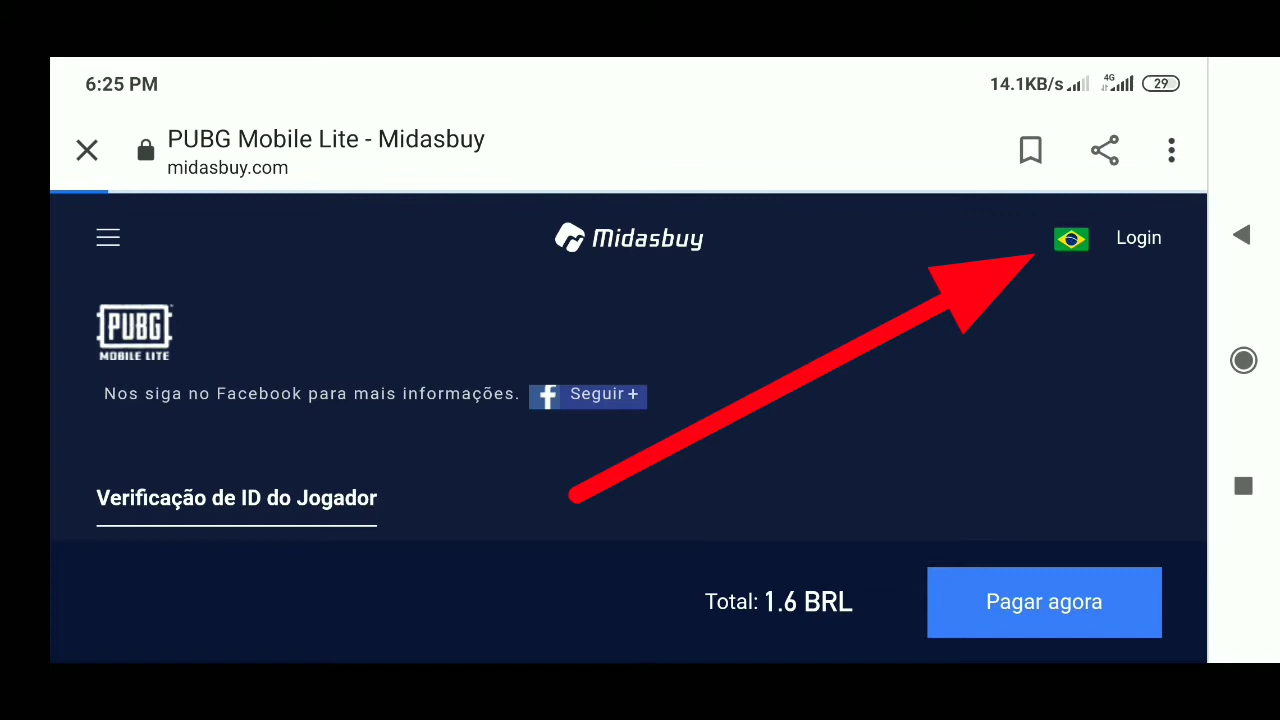 6:25 PM
14.1KB/s 4G 29
PUBG Mobile Lite - Midasbuy
midasbuy.com
Midasbuy
Login
PUBG
MOBILE LITE
Nos siga no Facebook para mais informações. f Seguir +
Verificação de ID do Jogador
Total: 1.6 BRL
Pagar agora